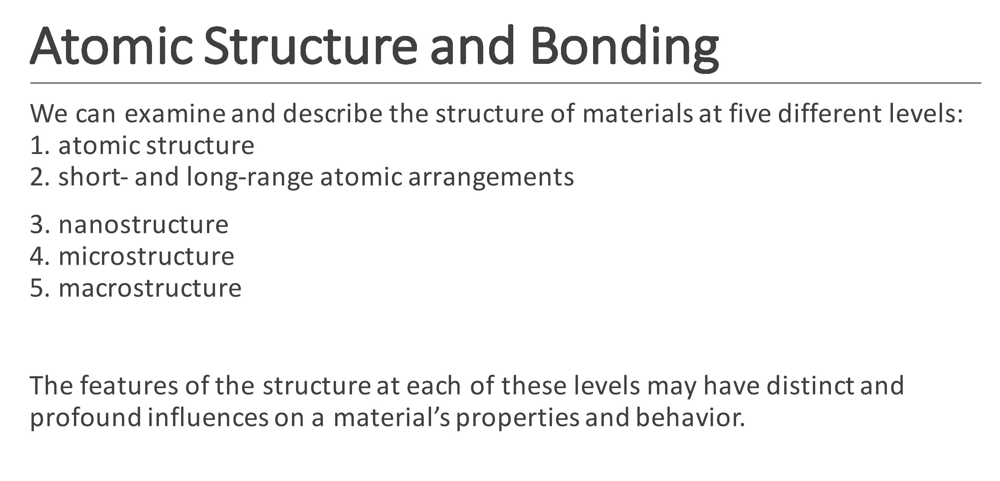 Atomic Structure and Bonding
We can examine and describe the structure of materials at five different levels:
1. atomic structure
2. short- and long-range atomic arrangements
3. nanostructure
4. microstructure
5. macrostructure
The features of the structure at each of these levels may have distinct and
profound influences on a material’s properties and behavior.